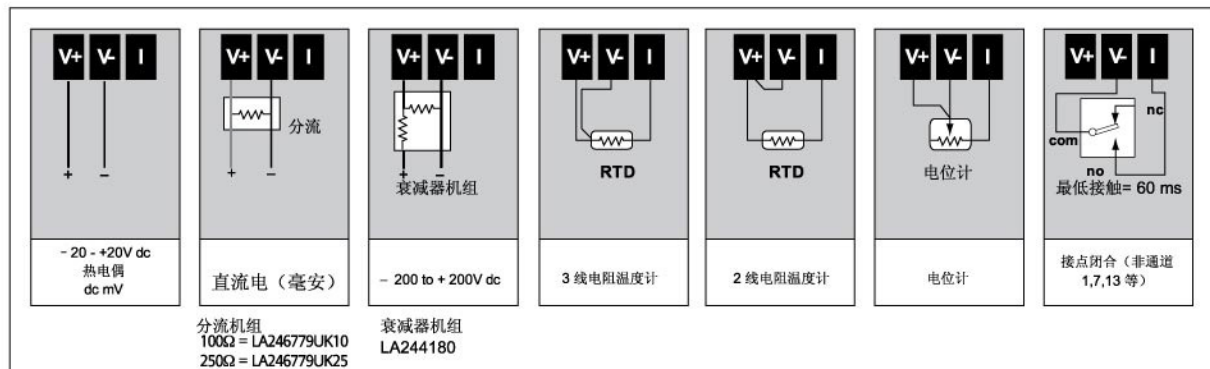 V+ V- I
+ –
– 20 - +20V dc
热电偶
dc mV
V+ V- I
分流
+ –
直流电（毫安）
分流机组
100Ω = LA246779UK10
250Ω = LA246779UK25
V+ V- I
+ –
衰减器机组
– 200 to + 200V dc
衰减器机组
LA244180
V+ V- I
RTD
3 线电阻温度计
V+ V- I
RTD
2 线电阻温度计
V+ V- I
电位计
电位计
V+ V- I
nc
com
no
最低接触= 60 ms
接点闭合（非通道
1,7,13 等）